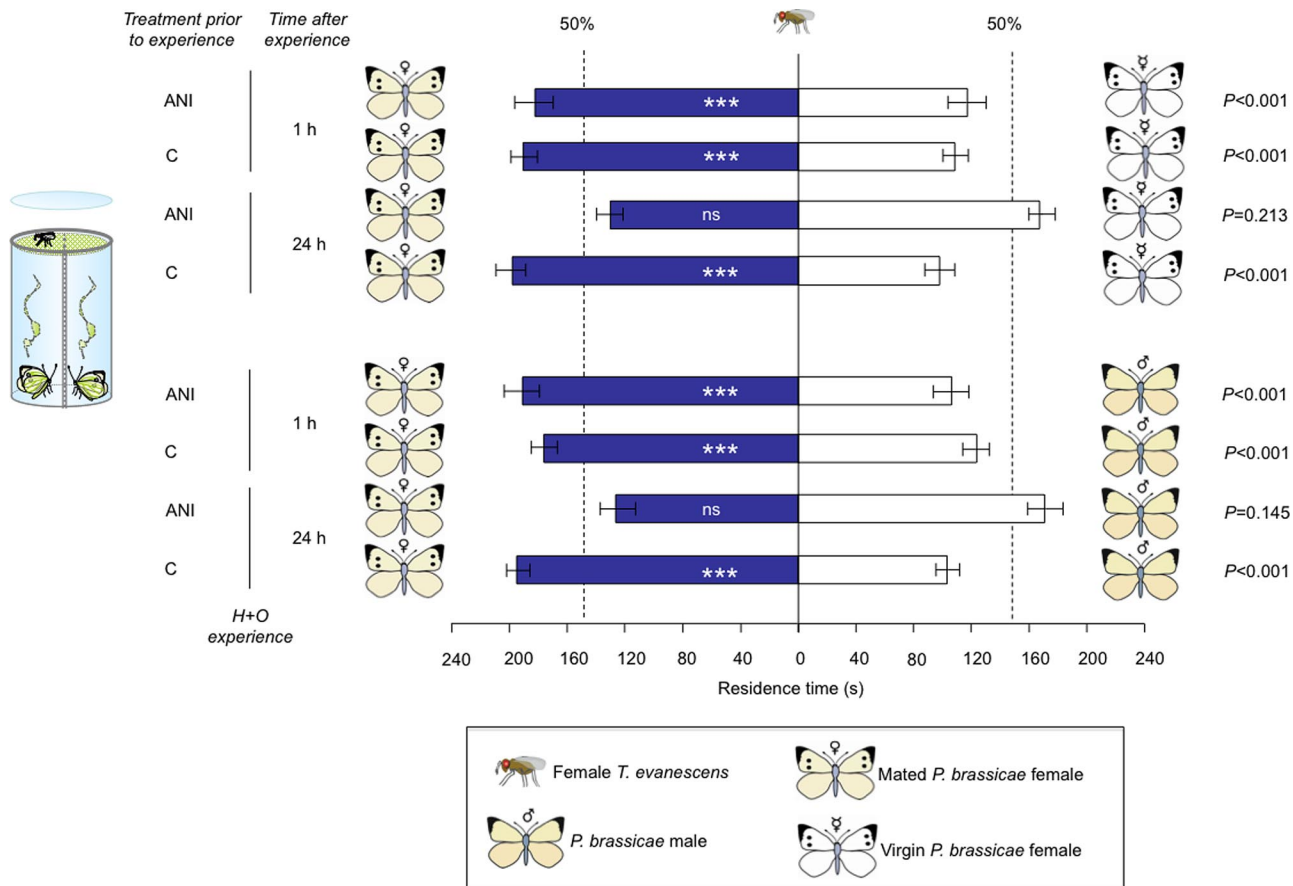 Treatment prior
to experience
Time after
experience
50%
50%
♀
☿
ANI
***
P<0.001
1 h
♀
☿
C
***
P<0.001
♀
☿
ANI
ns
P=0.213
24 h
♀
☿
C
***
P<0.001
♀
♂
ANI
***
P<0.001
1 h
♀
♂
C
***
P<0.001
♀
♂
ANI
ns
P=0.145
24 h
♀
♂
C
***
P<0.001
H+O
experience
240 200 160 120 80 40 0 40 80 120 160 200 240
Residence time (s)
Female T. evanescens
♀
Mated P. brassicae female
♂
P. brassicae male
☿
Virgin P. brassicae female